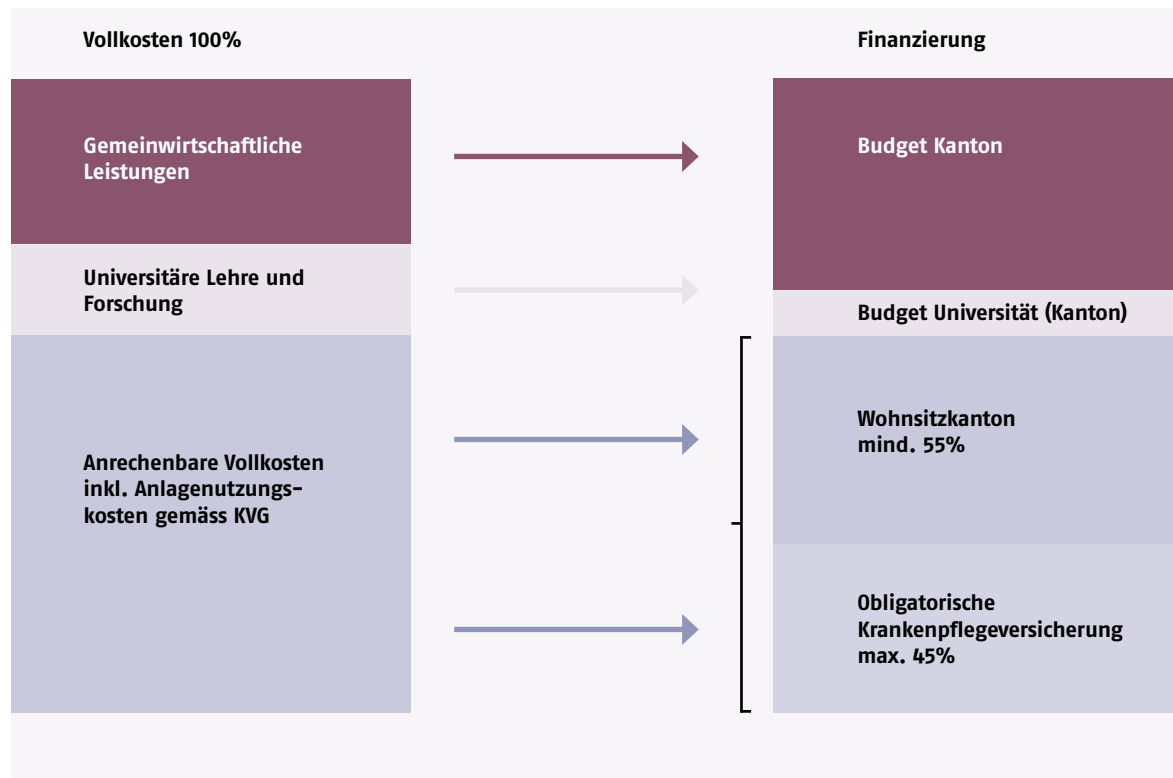 Vollkosten 100%
Finanzierung
Gemeinwirtschaftliche
Leistungen
Budget Kanton
Universitäre Lehre und
Forschung
Budget Universität (Kanton)
Anrechenbare Vollkosten
inkl. Anlagenutzungs-
kosten gemäss KVG
Wohnsitzkanton
mind. 55%
Obligatorische
Krankenpflegeversicherung
max. 45%